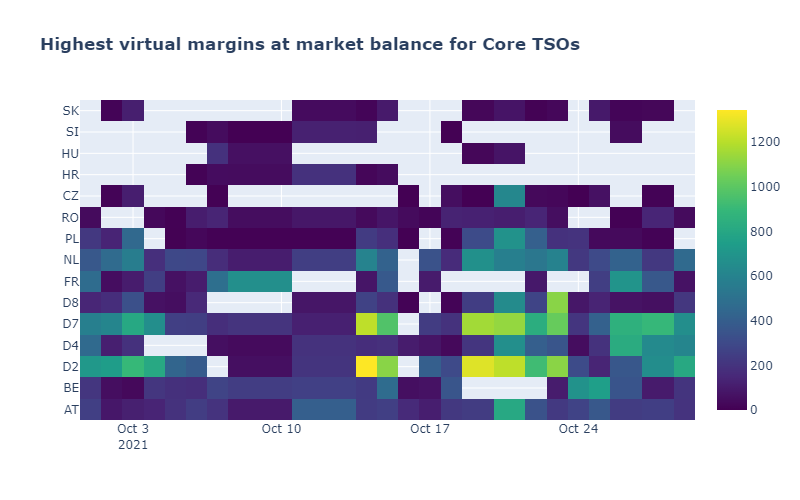 Highest virtual margins at market balance for Core TSOs
SK
SI
HU
HR
CZ
RO
PL
NL
FR
D8
D7
D4
D2
BE
AT
Oct 3
2021
Oct 10
Oct 17
Oct 24
1200
1000
800
600
400
200
0